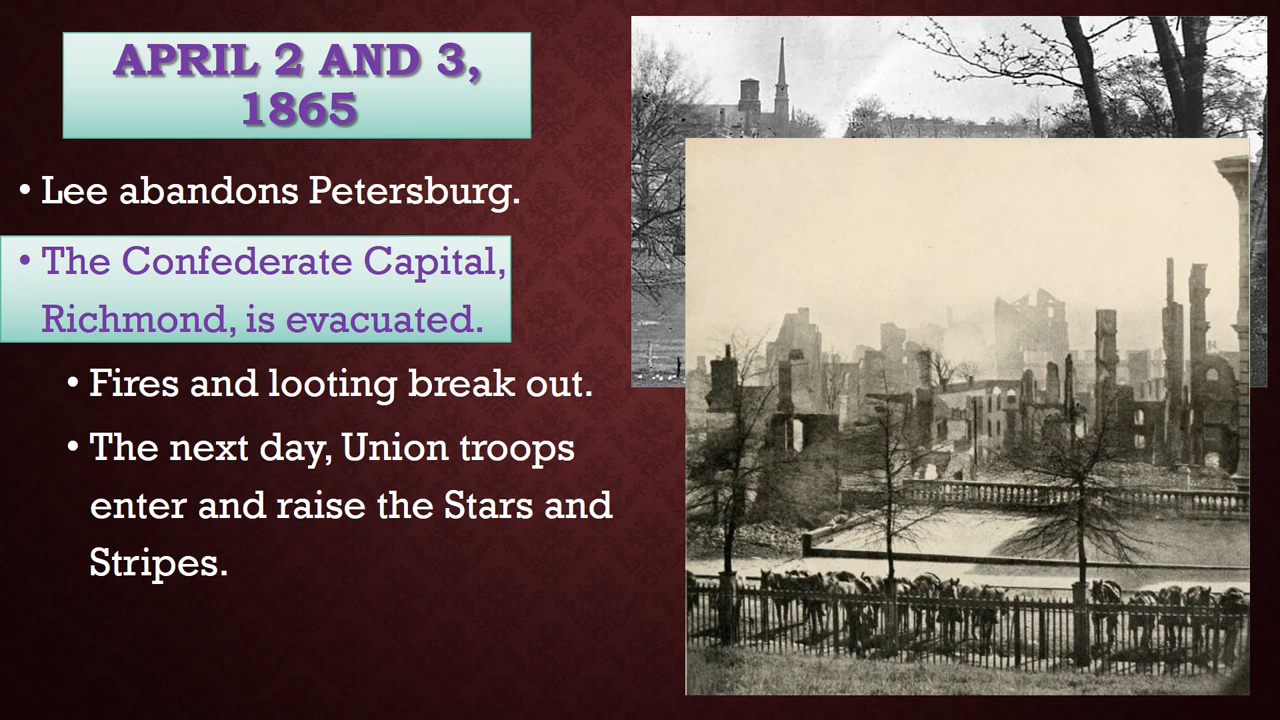 APRIL 2 AND 3,
1865
• Lee abandons Petersburg.
• The Confederate Capital,
Richmond, is evacuated.
• Fires and looting break out.
• The next day, Union troops
enter and raise the Stars and
Stripes.